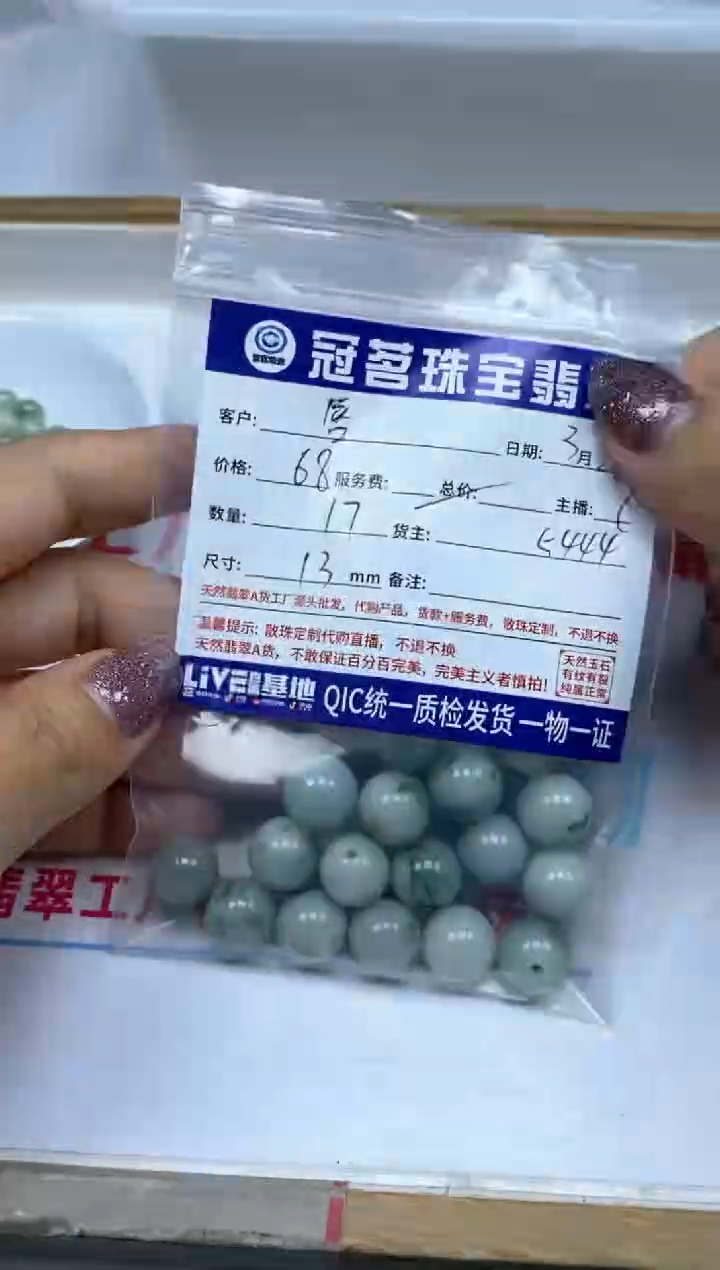 冠茗珠宝翡
客户: 日期: 3月
价格: 68 服务费: 总价: 主播:
数量: 17 货主: 5444
尺寸: 13 mm 备注:
天然翡翠A货工厂源头批发，代购产品，货款+服务费，散珠定制，不退不换
温馨提示: 散珠定制代购直播，不退不换
天然翡翠A货，不敢保证百分百完美，完美主义者慎拍!
天然玉石
有纹有裂
纯属正常
LIVE 基地 QIC统一质检发货 一物一证
翡翠工厂